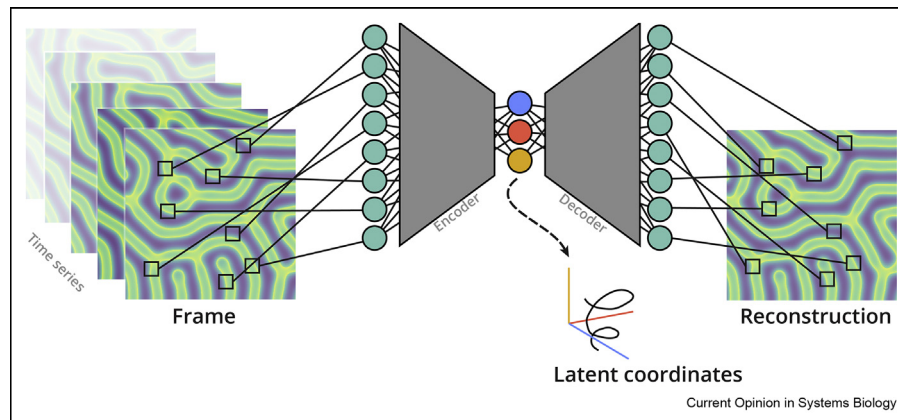 Time series
Frame
Encoder
Decoder
Reconstruction
Latent coordinates
Current Opinion in Systems Biology